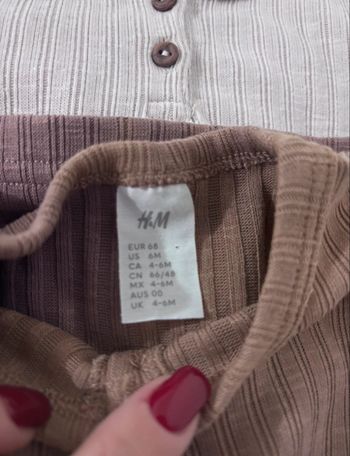 H&M
EUR 68
US 6M
CA 4-6M
CN 66/48
MX 4-6M
AUS 00
UK 4-6M